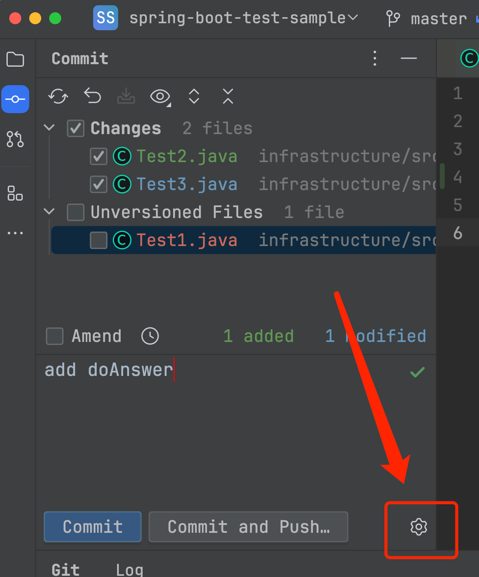 SS spring-boot-test-sample master
Commit
Changes 2 files
C Test2.java infrastructure/src
C Test3.java infrastructure/src
Unversioned Files 1 file
C Test1.java infrastructure/src
Amend 1 added 1 modified
add doAnswer
Commit Commit and Push...
Git Log
C
1
2
3
4
5
6